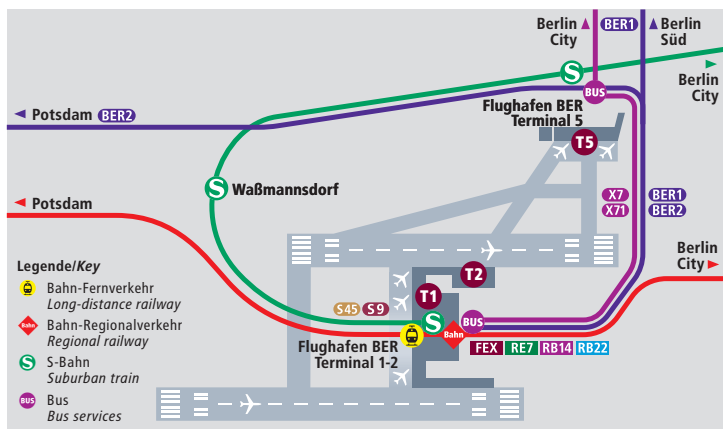 Berlin
City
BER1
Berlin
Süd
S
Berlin
City
BUS
Potsdam BER2
Flughafen BER
Terminal 5
T5
S Waßmannsdorf
X7 BER1
X71 BER2
Potsdam
Berlin
City
T2
T1
S45 S9
S
BUS
Bahn
Flughafen BER
Terminal 1-2
FEX RE7 RB14 RB22
Legende/Key
Bahn-Fernverkehr
Long-distance railway
Bahn Bahn-Regionalverkehr
Regional railway
S S-Bahn
Suburban train
BUS Bus
Bus services